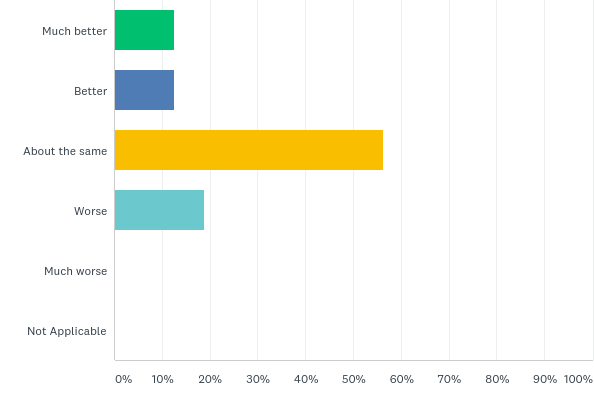 Much better
Better
About the same
Worse
Much worse
Not Applicable
0% 10% 20% 30% 40% 50% 60% 70% 80% 90% 100%